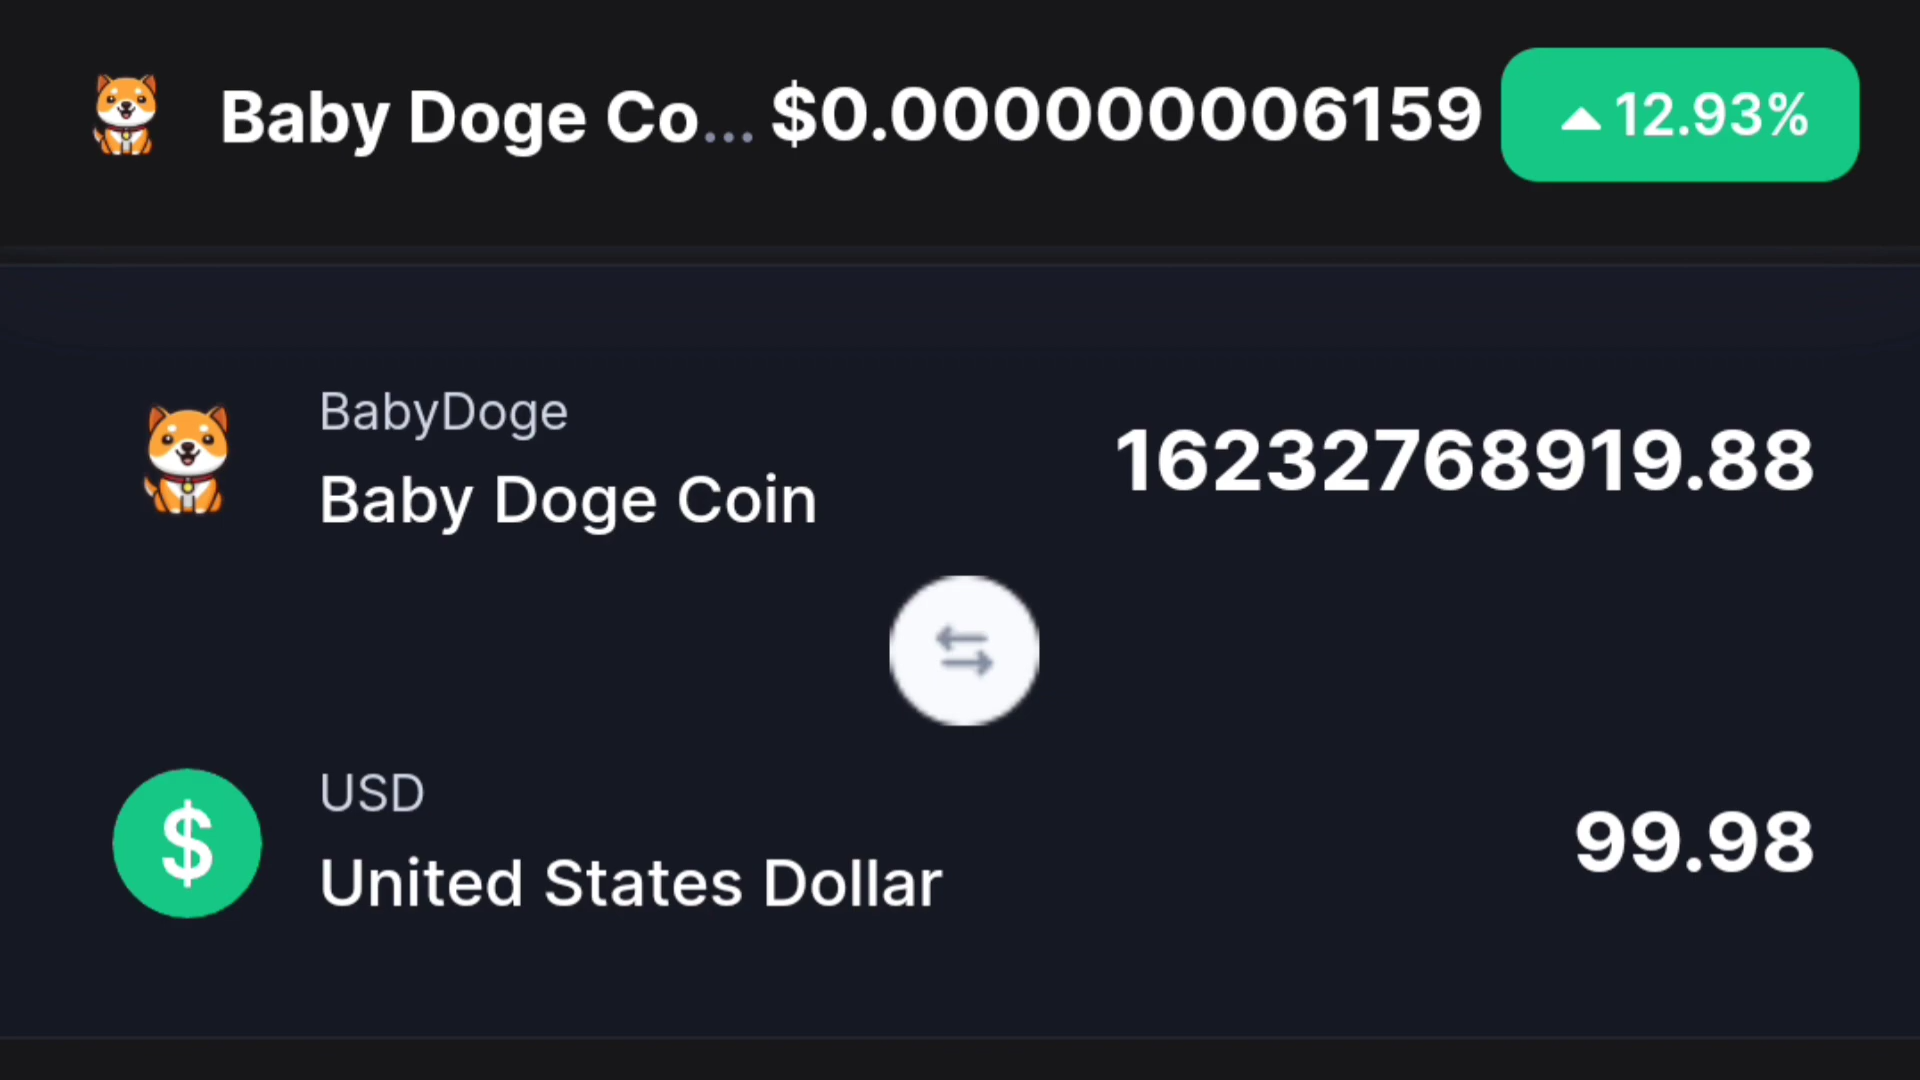 Baby Doge Co... $0.000000006159 ▲12.93%
BabyDoge
Baby Doge Coin
16232768919.88
USD
$
United States Dollar
99.98